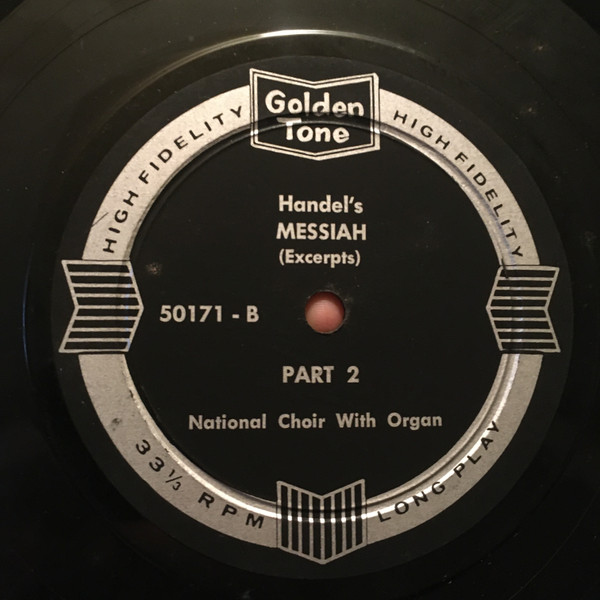 Golden
Tone
HIGH FIDELITY
HIGH FIDELITY
Handel's
MESSIAH
(Excerpts)
50171 - B
PART 2
National Choir With Organ
33⅓ RPM
LONG PLAY